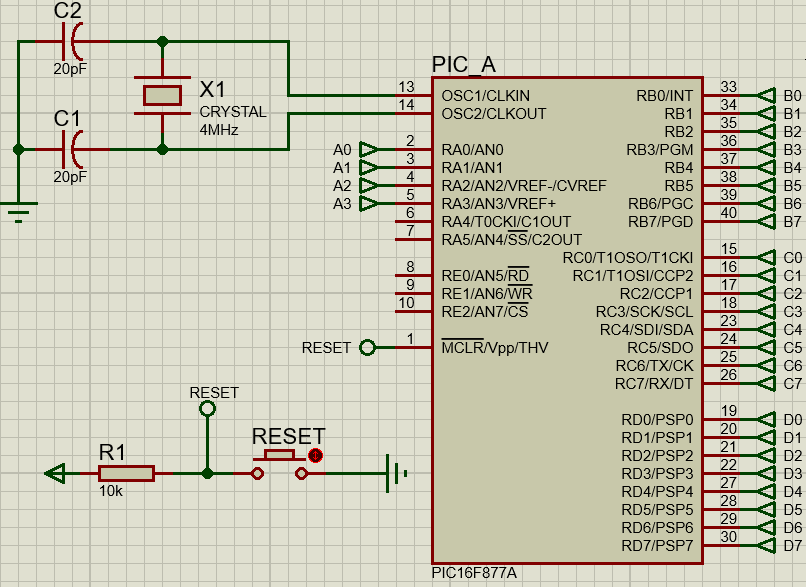 C2
20pF
X1
CRYSTAL
4MHz
C1
20pF
PIC_A
13 OSC1/CLKIN
14 OSC2/CLKOUT
A0 2 RA0/AN0
A1 3 RA1/AN1
A2 4 RA2/AN2/VREF-/CVREF
A3 5 RA3/AN3/VREF+
6 RA4/T0CKI/C1OUT
7 RA5/AN4/SS/C2OUT
8 RE0/AN5/RD
9 RE1/AN6/WR
10 RE2/AN7/CS
RESET 1 MCLR/Vpp/THV
RB0/INT 33 B0
RB1 34 B1
RB2 35 B2
RB3/PGM 36 B3
RB4 37 B4
RB5 38 B5
RB6/PGC 39 B6
RB7/PGD 40 B7
RC0/T1OSO/T1CKI 15 C0
RC1/T1OSI/CCP2 16 C1
RC2/CCP1 17 C2
RC3/SCK/SCL 18 C3
RC4/SDI/SDA 23 C4
RC5/SDO 24 C5
RC6/TX/CK 25 C6
RC7/RX/DT 26 C7
RD0/PSP0 19 D0
RD1/PSP1 20 D1
RD2/PSP2 21 D2
RD3/PSP3 22 D3
RD4/PSP4 27 D4
RD5/PSP5 28 D5
RD6/PSP6 29 D6
RD7/PSP7 30 D7
PIC16F877A
RESET
R1
10k
RESET